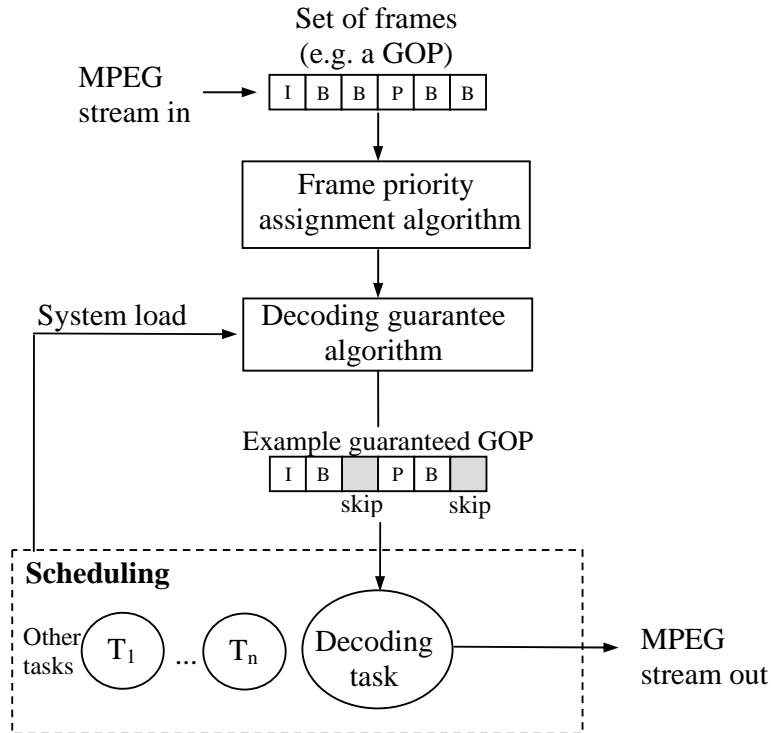 Set of frames
(e.g. a GOP)
MPEG
stream in
I B B P B B
Frame priority
assignment algorithm
System load
Decoding guarantee
algorithm
Example guaranteed GOP
I B P B
skip skip
Scheduling
Other
tasks
T1 ... Tn
Decoding
task
MPEG
stream out